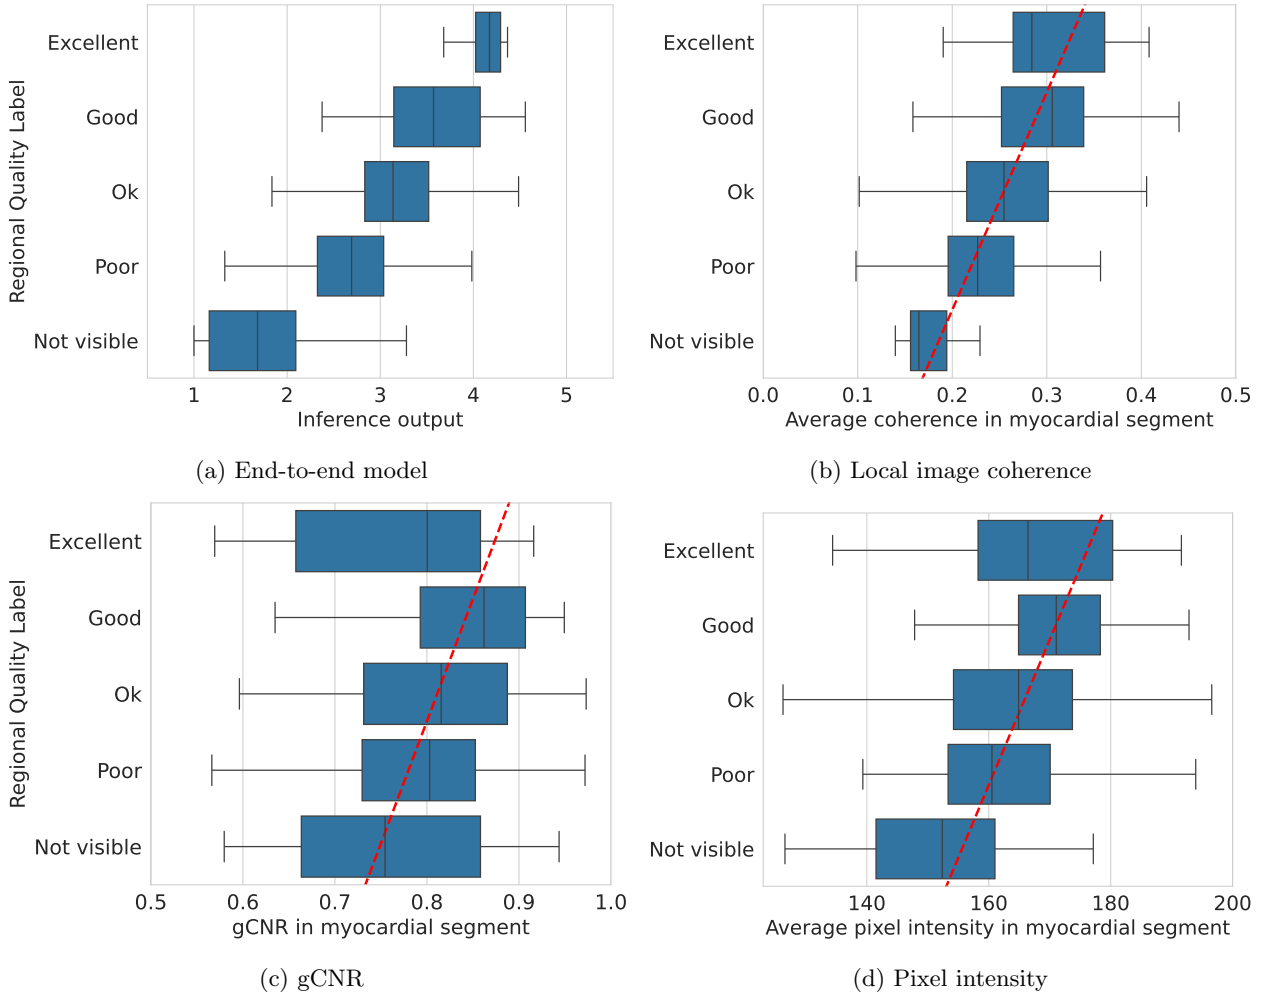 Regional Quality Label
Excellent
Good
Ok
Poor
Not visible
1 2 3 4 5
Inference output
(a) End-to-end model
Excellent
Good
Ok
Poor
Not visible
0.0 0.1 0.2 0.3 0.4 0.5
Average coherence in myocardial segment
(b) Local image coherence
Regional Quality Label
Excellent
Good
Ok
Poor
Not visible
0.5 0.6 0.7 0.8 0.9 1.0
gCNR in myocardial segment
(c) gCNR
Excellent
Good
Ok
Poor
Not visible
140 160 180 200
Average pixel intensity in myocardial segment
(d) Pixel intensity